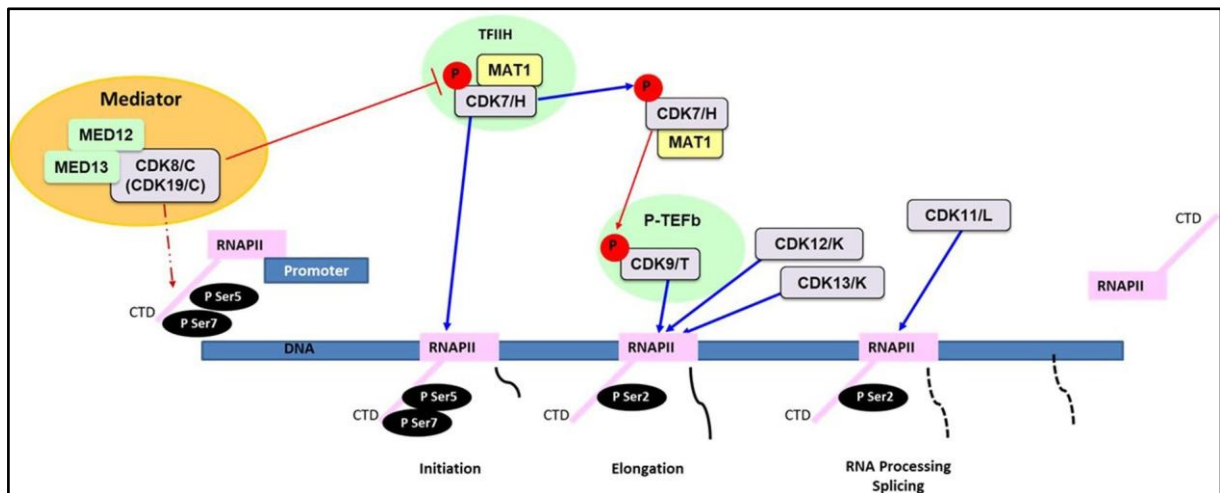 TFIIH
P
MAT1
CDK7/H
Mediator
MED12
MED13
CDK8/C
(CDK19/C)
P
CDK7/H
MAT1
P-TEFb
P
CDK9/T
CDK12/K
CDK13/K
CDK11/L
CTD
RNAPII
RNAPII
Promoter
CTD
P Ser5
P Ser7
DNA
RNAPII
RNAPII
RNAPII
CTD
P Ser5
P Ser7
CTD
P Ser2
CTD
P Ser2
Initiation
Elongation
RNA Processing
Splicing